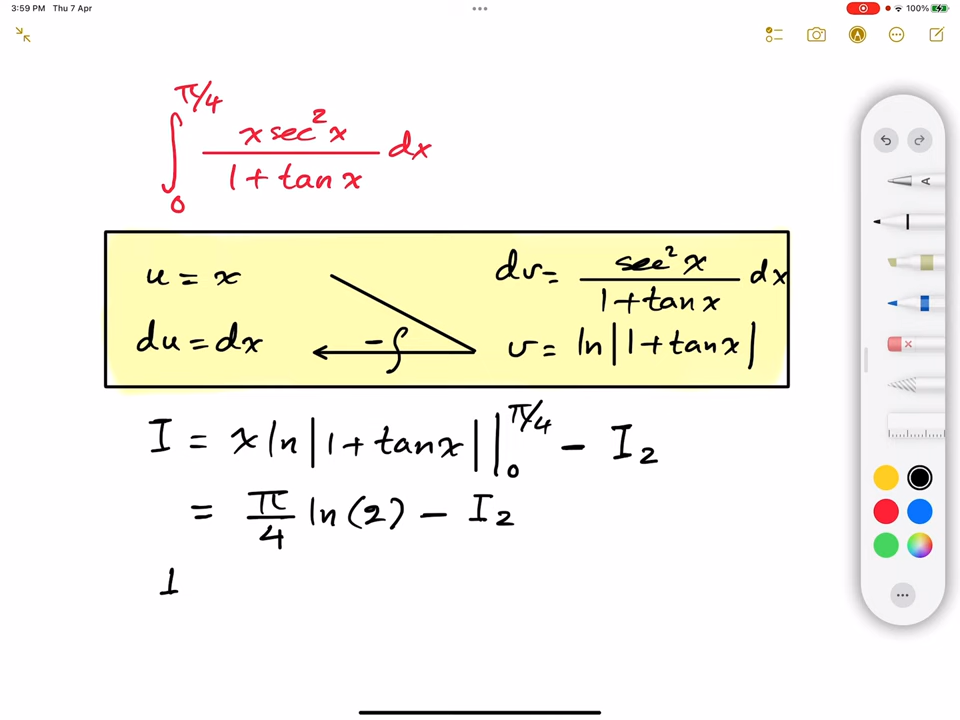 3:59 PM Thu 7 Apr
100%
∫₀^{π/4} x sec²x / (1 + tan x) dx
A
u = x dv = sec²x / (1 + tan x) dx
du = dx -∫ v = ln|1 + tan x|
I = x ln|1 + tan x| |₀^{π/4} - I₂
= π/4 ln(2) - I₂
I